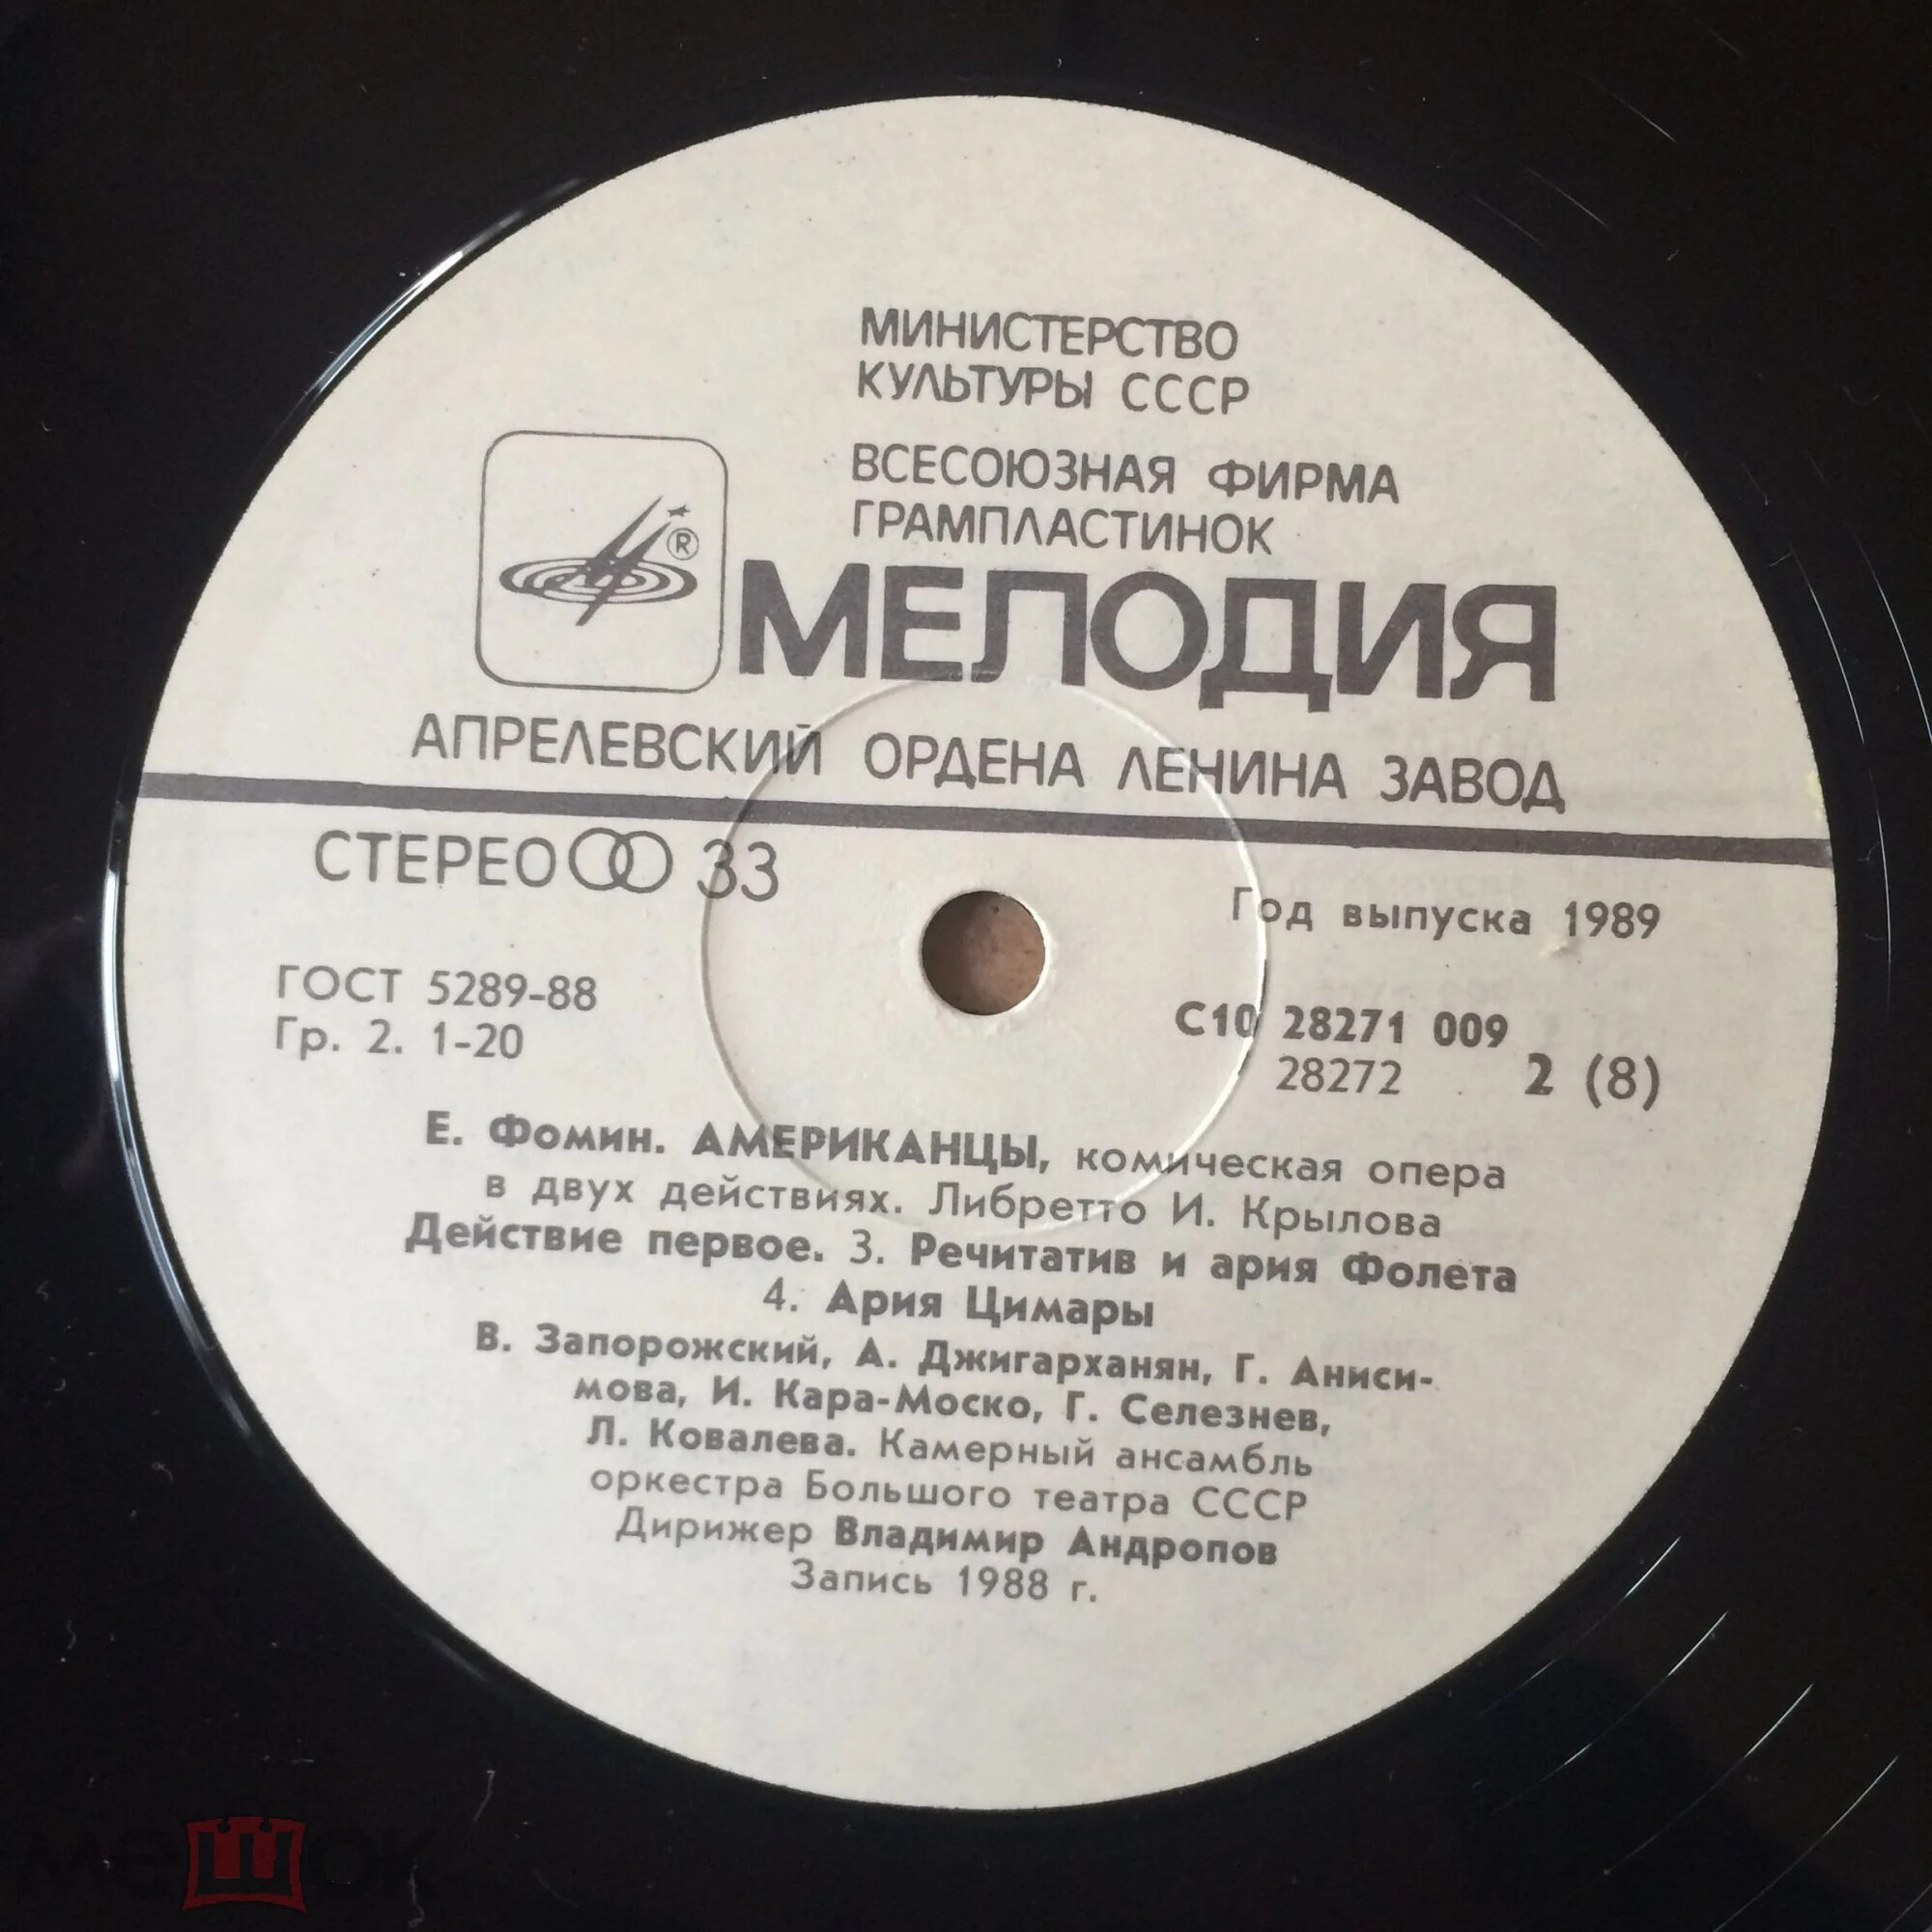 МИНИСТЕРСТВО
КУЛЬТУРЫ СССР
ВСЕСОЮЗНАЯ ФИРМА
ГРАМПЛАСТИНОК
®
МЕЛОДИЯ
АПРЕЛЕВСКИЙ ОРДЕНА ЛЕНИНА ЗАВОД
СТЕРЕО 33
Год выпуска 1989
ГОСТ 5289-88
Гр. 2. 1-20
С10 28271 009
28272 2 (8)
Е. Фомин. АМЕРИКАНЦЫ, комическая опера
в двух действиях. Либретто И. Крылова
Действие первое. 3. Речитатив и ария Фолета
4. Ария Цимары
В. Запорожский, А. Джигарханян, Г. Аниси-
мова, И. Кара-Моско, Г. Селезнев,
Л. Ковалева. Камерный ансамбль
оркестра Большого театра СССР
Дирижер Владимир Андропов
Запись 1988 г.
мешок